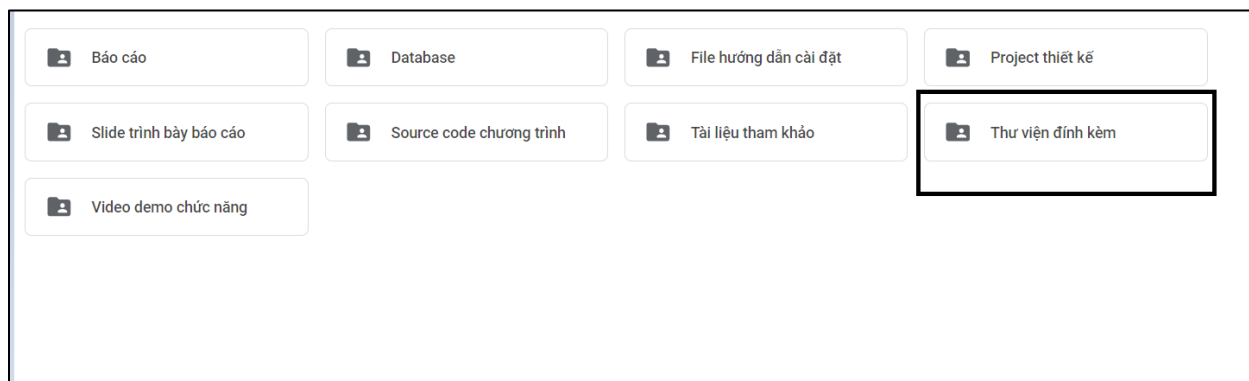 Báo cáo
Database
File hướng dẫn cài đặt
Project thiết kế
Slide trình bày báo cáo
Source code chương trình
Tài liệu tham khảo
Thư viện đính kèm
Video demo chức năng